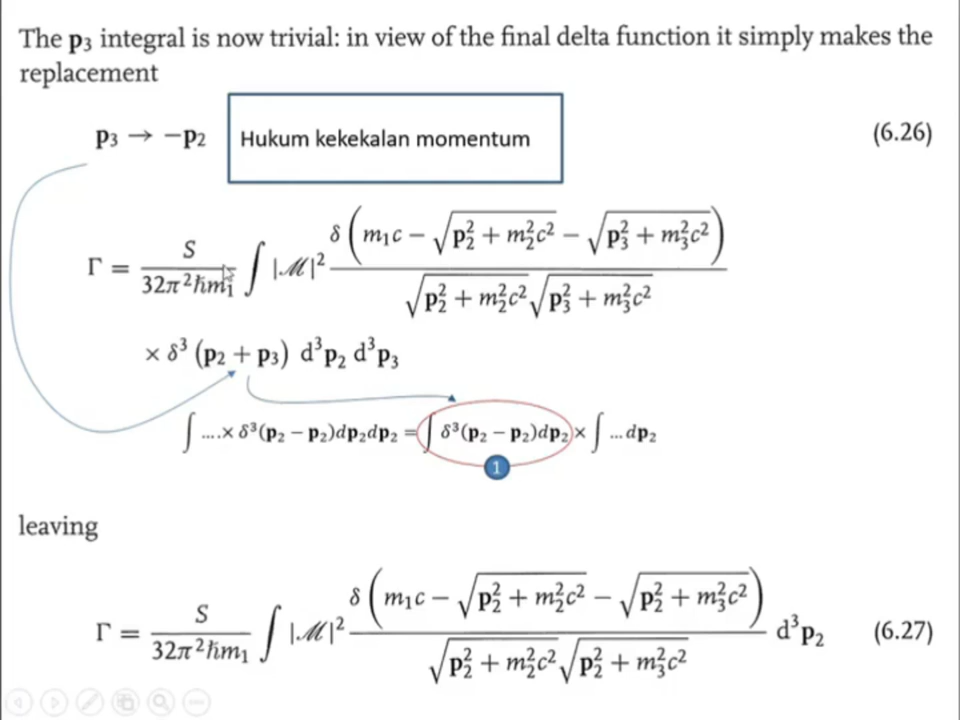 The p₃ integral is now trivial: in view of the final delta function it simply makes the
replacement
p₃ → −p₂ Hukum kekekalan momentum (6.26)
Γ = S / 32π²ℏm₁ ∫ |ℳ|² δ(m₁c − √(p₂² + m₂²c²) − √(p₃² + m₃²c²)) / √(p₂² + m₂²c²) √(p₃² + m₃²c²)
× δ³ (p₂ + p₃) d³p₂ d³p₃
∫ ....× δ³(p₂ − p₂)dp₂dp₂ = ∫ δ³(p₂ − p₂)dp₂ × ∫ ... dp₂
1
leaving
Γ = S / 32π²ℏm₁ ∫ |ℳ|² δ(m₁c − √(p₂² + m₂²c²) − √(p₂² + m₃²c²)) / √(p₂² + m₂²c²) √(p₂² + m₃²c²) d³p₂ (6.27)